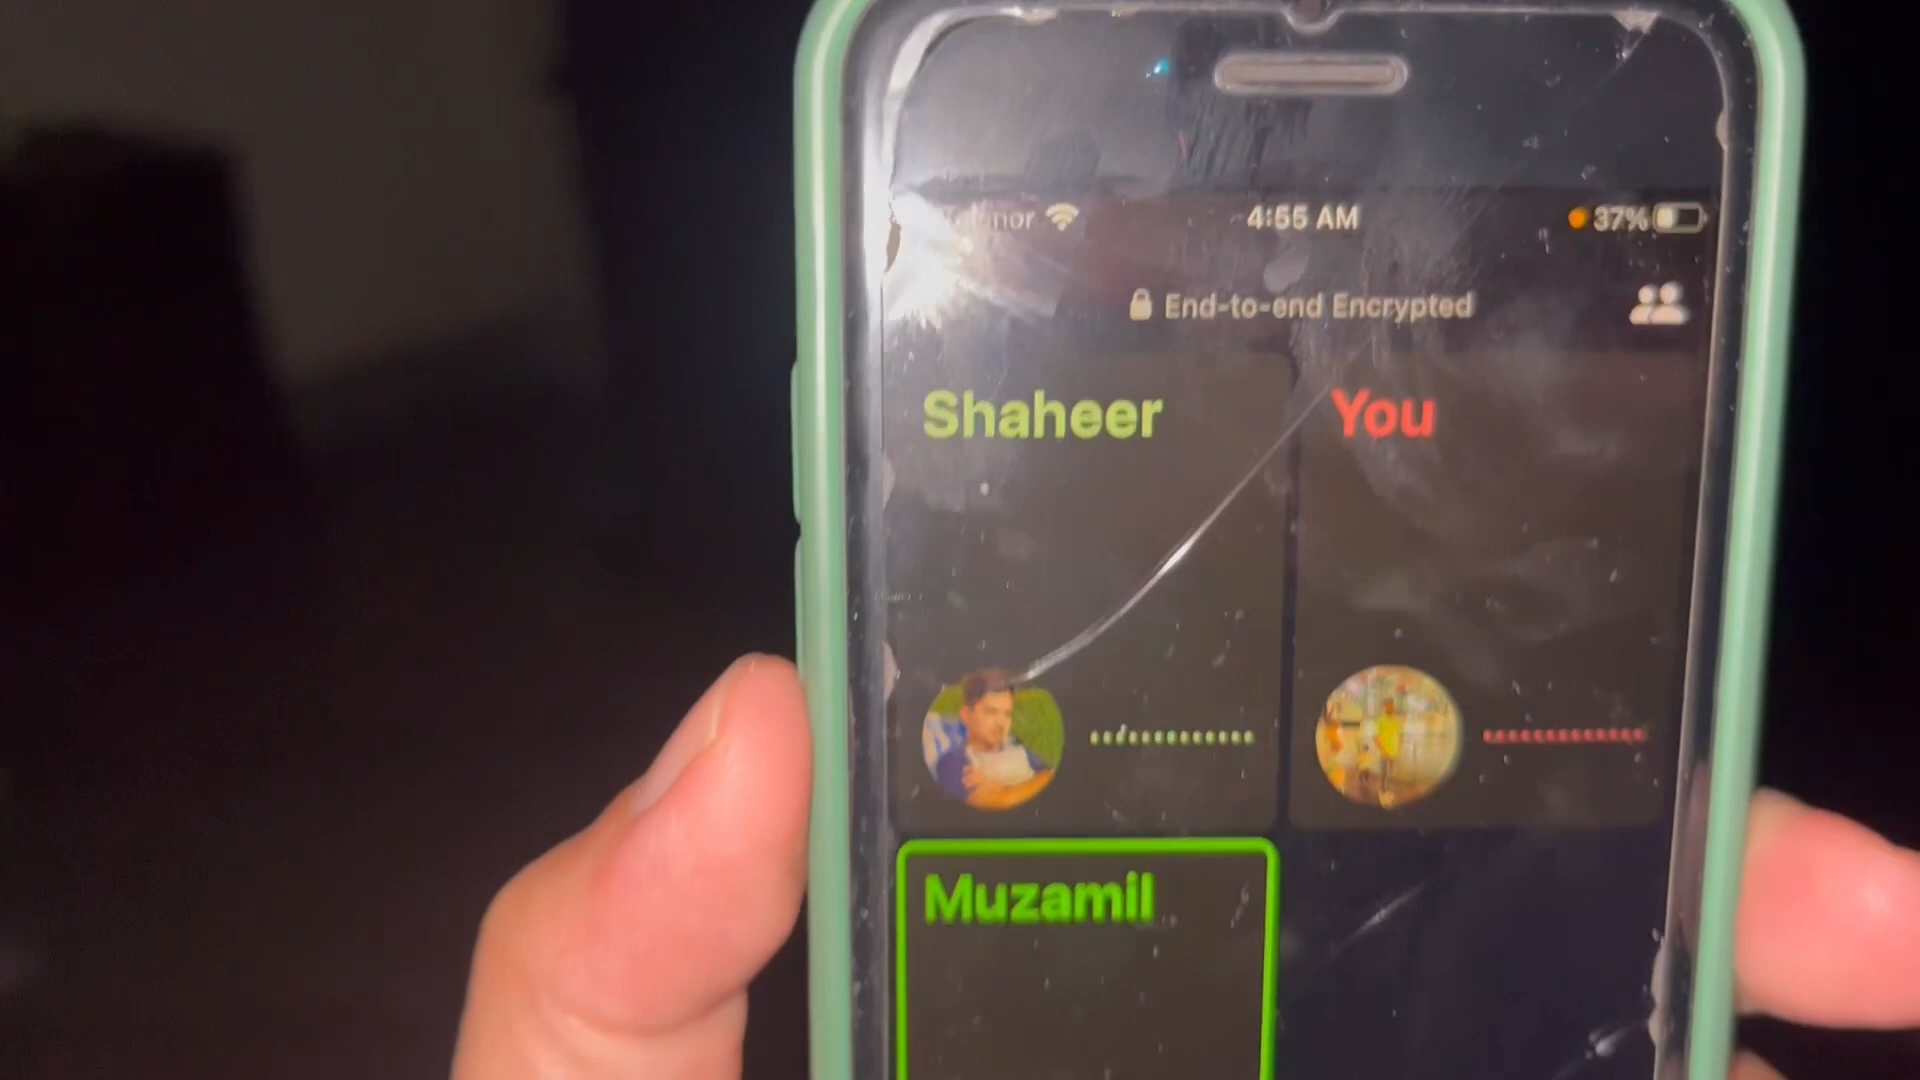 4:55 AM
37%
End-to-end Encrypted
Shaheer
You
Muzamil